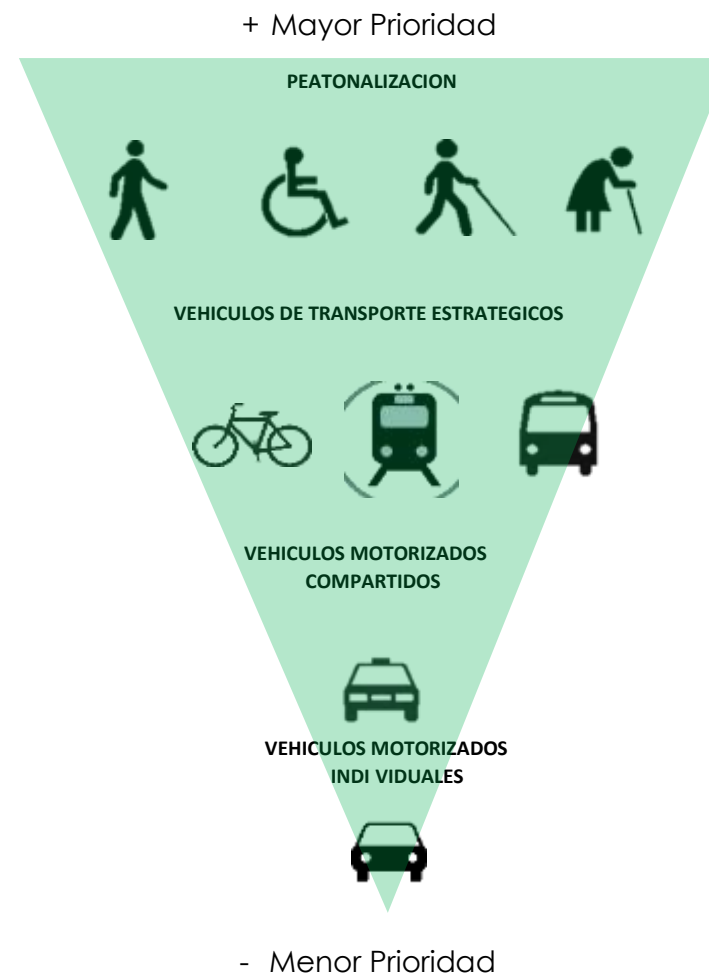 + Mayor Prioridad
PEATONALIZACION
VEHICULOS DE TRANSPORTE ESTRATEGICOS
VEHICULOS MOTORIZADOS
COMPARTIDOS
VEHICULOS MOTORIZADOS
INDI VIDUALES
- Menor Prioridad